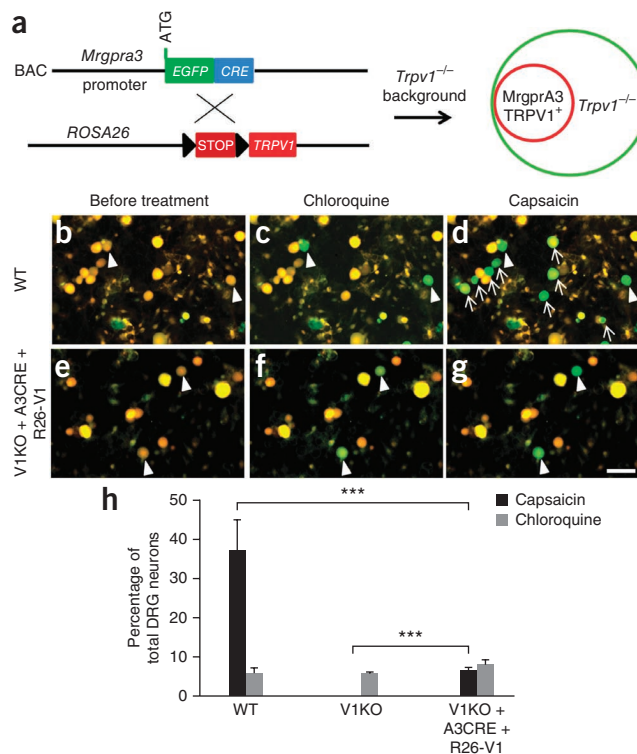 a
ATG
BAC
Mrgpra3
promoter
EGFP CRE
ROSA26
STOP
TRPV1
Trpv1–/–
background
MrgprA3
TRPV1+
Trpv1–/–
Before treatment
Chloroquine
Capsaicin
WT
b
c
d
V1KO + A3CRE +
R26-V1
e
f
g
h
***
Capsaicin
Chloroquine
Percentage of
total DRG neurons
50
40
30
20
10
0
***
WT
V1KO
V1KO +
A3CRE +
R26-V1